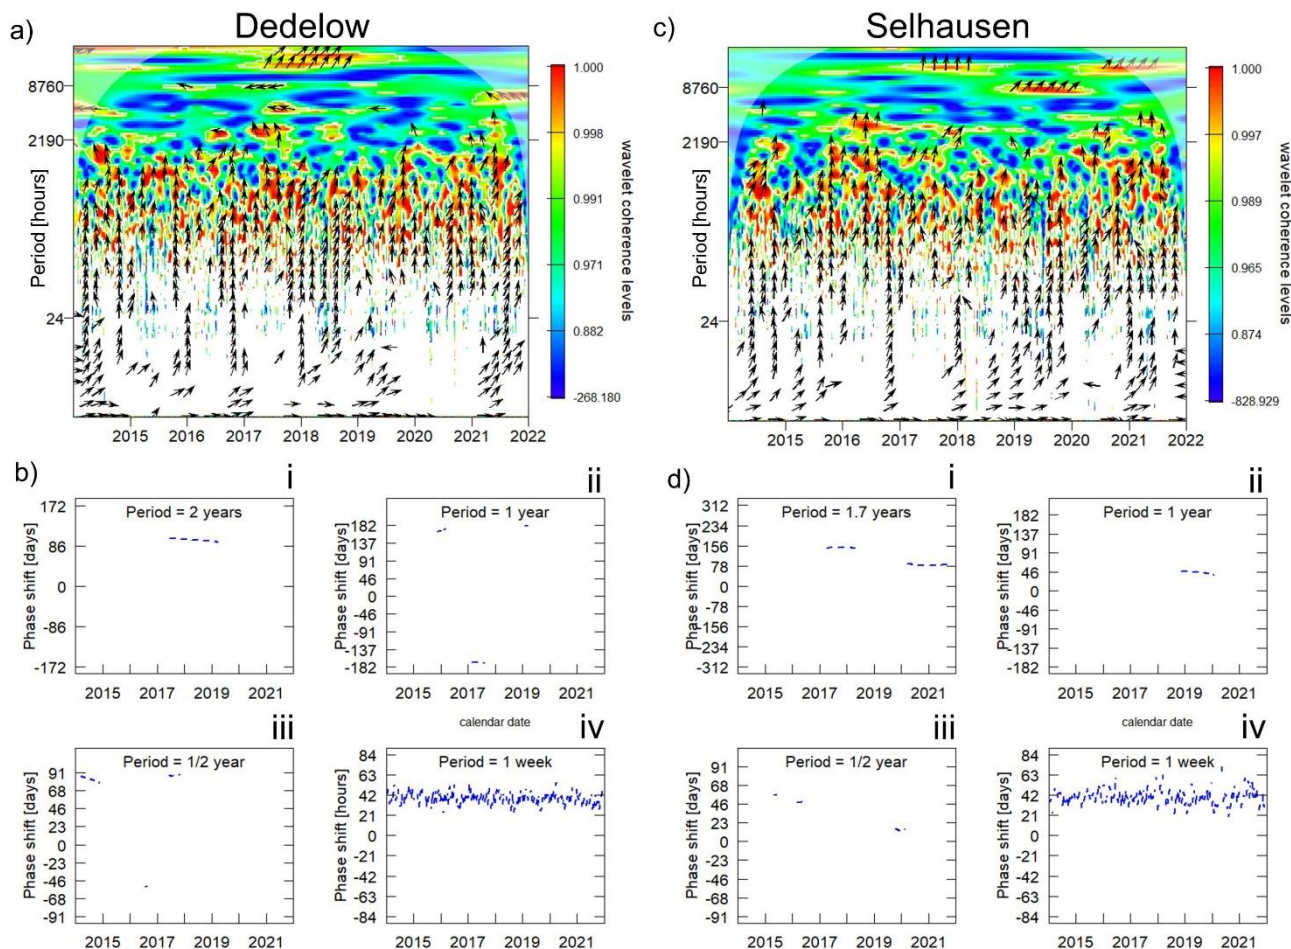 a) Dedelow
Period [hours]
8760
2190
24
2015 2016 2017 2018 2019 2020 2021 2022
1.000
0.998
0.991
0.971
0.882
-268.180
wavelet coherence levels
c) Selhausen
Period [hours]
8760
2190
24
2015 2016 2017 2018 2019 2020 2021 2022
1.000
0.997
0.989
0.965
0.874
-828.929
wavelet coherence levels
b)
i
Period = 2 years
Phase shift [days]
172
86
0
-86
-172
2015 2017 2019 2021
ii
Period = 1 year
Phase shift [days]
182
137
91
46
0
-46
-91
-137
-182
2015 2017 2019 2021
calendar date
iii
Period = 1/2 year
Phase shift [days]
91
68
46
23
0
-23
-46
-68
-91
2015 2017 2019 2021
iv
Period = 1 week
Phase shift [hours]
84
63
42
21
0
-21
-42
-63
-84
2015 2017 2019 2021
d)
i
Period = 1.7 years
Phase shift [days]
312
234
156
78
0
-78
-156
-234
-312
2015 2017 2019 2021
ii
Period = 1 year
Phase shift [days]
182
137
91
46
0
-46
-91
-137
-182
2015 2017 2019 2021
calendar date
iii
Period = 1/2 year
Phase shift [days]
91
68
46
23
0
-23
-46
-68
-91
2015 2017 2019 2021
iv
Period = 1 week
Phase shift [hours]
84
63
42
21
0
-21
-42
-63
-84
2015 2017 2019 2021